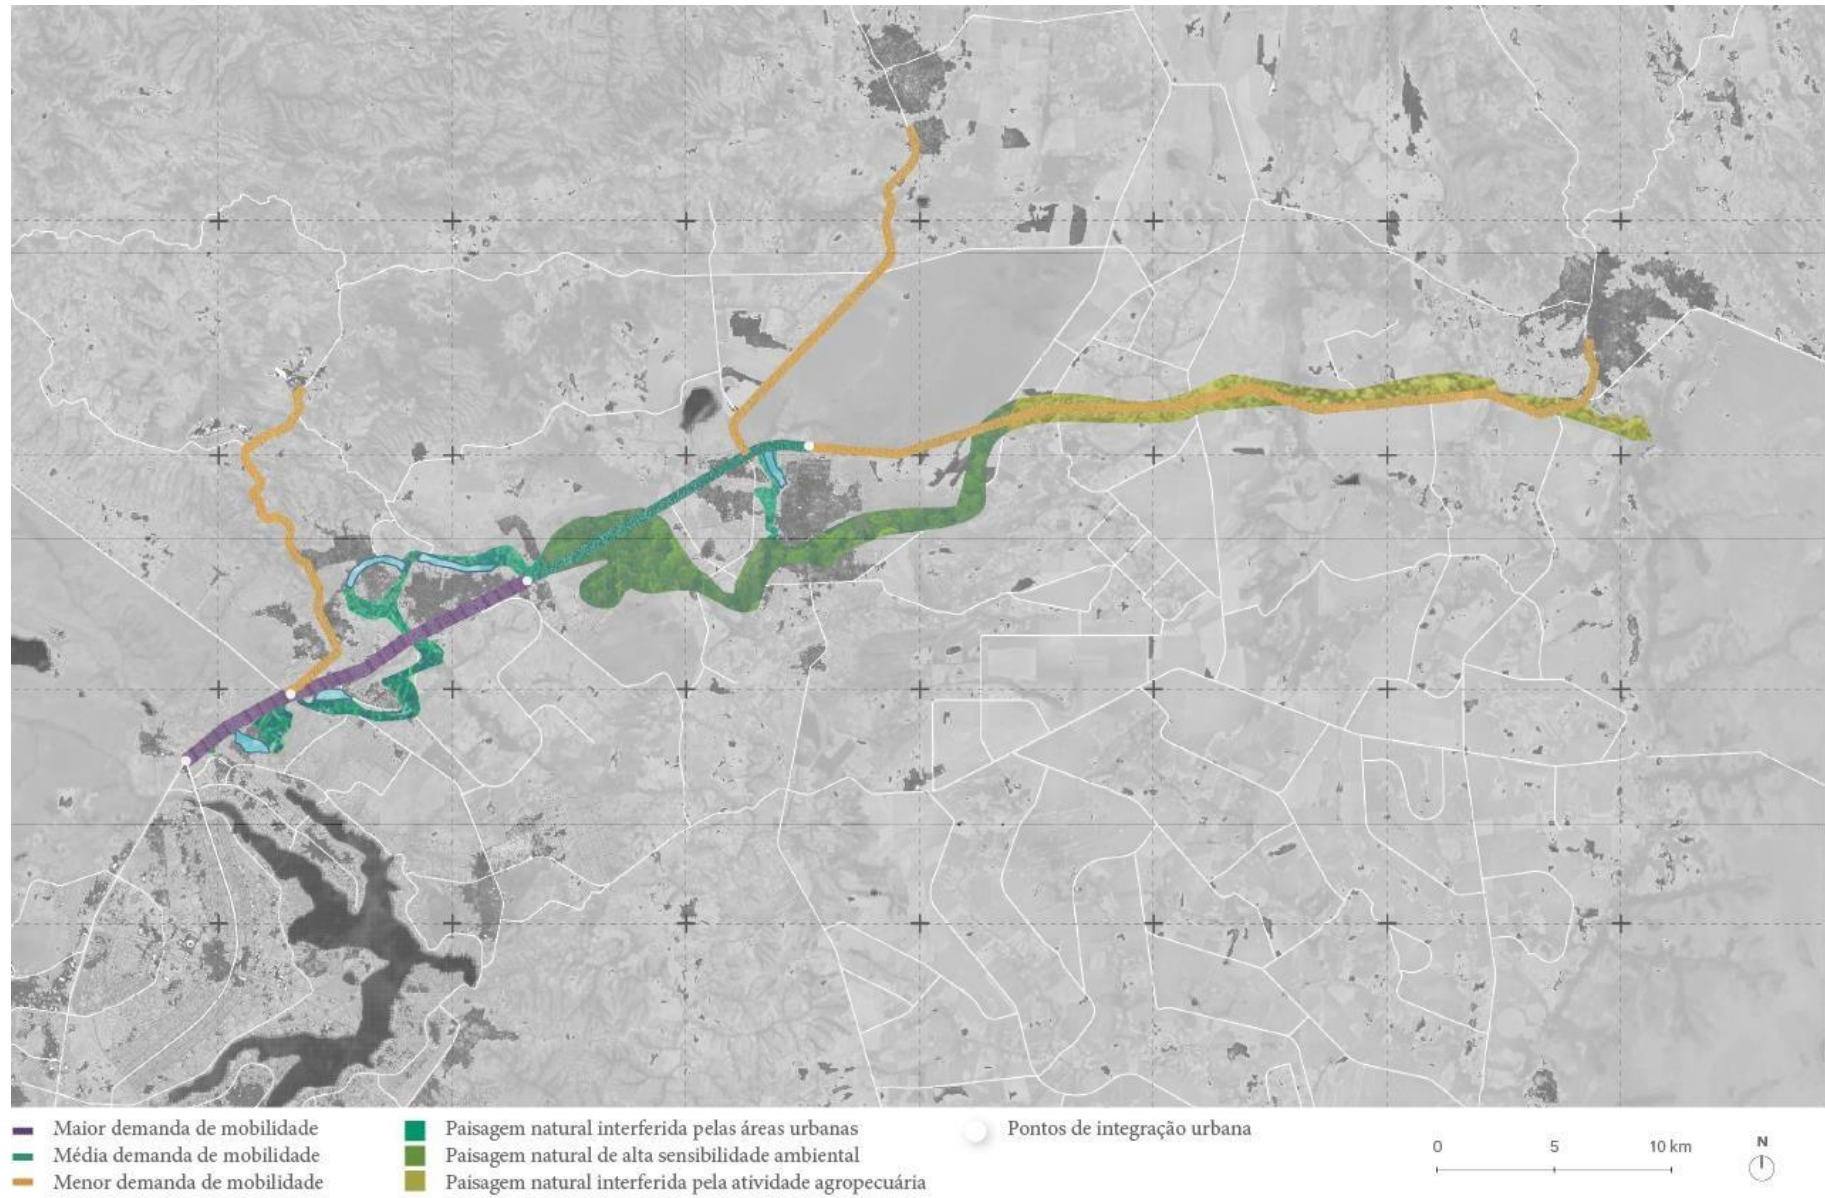 Maior demanda de mobilidade
Média demanda de mobilidade
Menor demanda de mobilidade
Paisagem natural interferida pelas áreas urbanas
Paisagem natural de alta sensibilidade ambiental
Paisagem natural interferida pela atividade agropecuária
Pontos de integração urbana
0 5 10 km
N